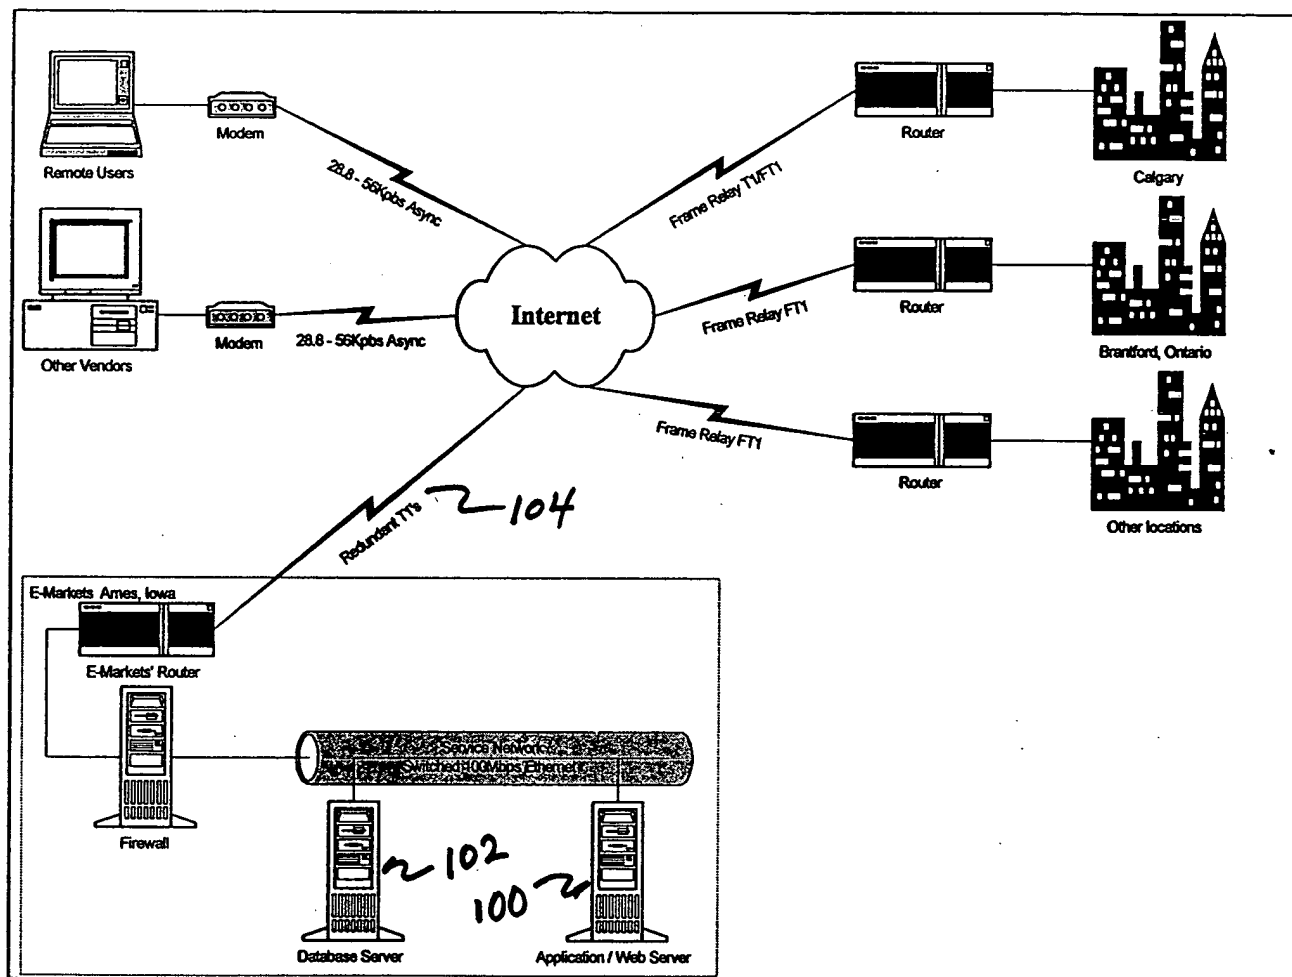 Remote Users
Modem
28.8 - 56Kpbs Async
Router
Frame Relay T1/FT1
Calgary
Other Vendors
Modem
28.8 - 56Kpbs Async
Internet
Frame Relay FT1
Router
Brantford, Ontario
Frame Relay FT1
Router
Other locations
Redundant T1's
104
E-Markets Ames, Iowa
E-Markets' Router
Firewall
Service Network
Switched 100Mbps Ethernet
102
100
Database Server
Application / Web Server